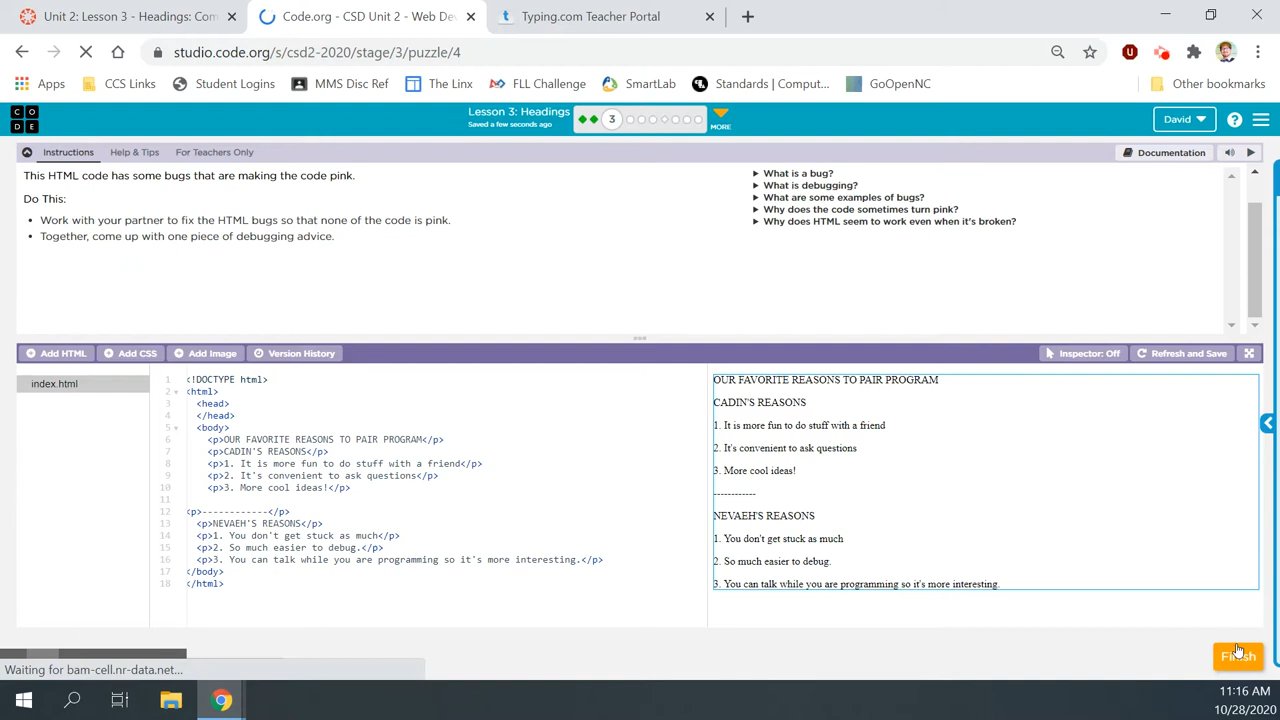 Unit 2: Lesson 3 - Headings: Com
Code.org - CSD Unit 2 - Web De
Typing.com Teacher Portal
studio.code.org/s/csd2-2020/stage/3/puzzle/4
Apps
CCS Links
Student Logins
MMS Disc Ref
The Linx
FLL Challenge
SmartLab
Standards | Comput...
GoOpenNC
Other bookmarks
CO
DE
Lesson 3: Headings
Saved a few seconds ago
3
MORE
David
Instructions
Help & Tips
For Teachers Only
Documentation
This HTML code has some bugs that are making the code pink.
Do This:
• Work with your partner to fix the HTML bugs so that none of the code is pink.
• Together, come up with one piece of debugging advice.
What is a bug?
What is debugging?
What are some examples of bugs?
Why does the code sometimes turn pink?
Why does HTML seem to work even when it's broken?
Add HTML
Add CSS
Add Image
Version History
Inspector: Off
Refresh and Save
index.html
1 <!DOCTYPE html>
2 <html>
3 <head>
4 </head>
5 <body>
6 <p>OUR FAVORITE REASONS TO PAIR PROGRAM</p>
7 <p>CADIN'S REASONS</p>
8 <p>1. It is more fun to do stuff with a friend</p>
9 <p>2. It's convenient to ask questions</p>
10 <p>3. More cool ideas!</p>
11
12 <p>------------</p>
13 <p>NEVAEH'S REASONS</p>
14 <p>1. You don't get stuck as much</p>
15 <p>2. So much easier to debug.</p>
16 <p>3. You can talk while you are programming so it's more interesting.</p>
17 </body>
18 </html>
OUR FAVORITE REASONS TO PAIR PROGRAM
CADIN'S REASONS
1. It is more fun to do stuff with a friend
2. It's convenient to ask questions
3. More cool ideas!
------------
NEVAEH'S REASONS
1. You don't get stuck as much
2. So much easier to debug.
3. You can talk while you are programming so it's more interesting.
Finish
Waiting for bam-cell.nr-data.net...
11:16 AM
10/28/2020